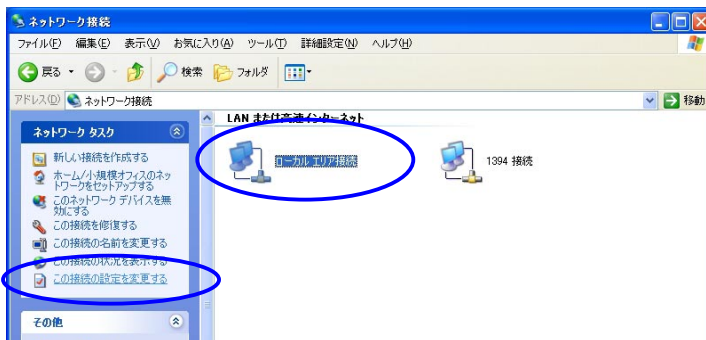 ネットワーク接続
ファイル(F) 編集(E) 表示(V) お気に入り(A) ツール(T) 詳細設定(N) ヘルプ(H)
戻る 検索 フォルダ
アドレス(D) ネットワーク接続 移動
ネットワーク タスク
新しい接続を作成する
ホーム/小規模オフィスのネッ
トワークをセットアップする
このネットワーク デバイスを無
効にする
この接続を修復する
この接続の名前を変更する
この接続の状況を表示する
この接続の設定を変更する
その他
LAN または高速インターネット
ローカル エリア接続
1394 接続